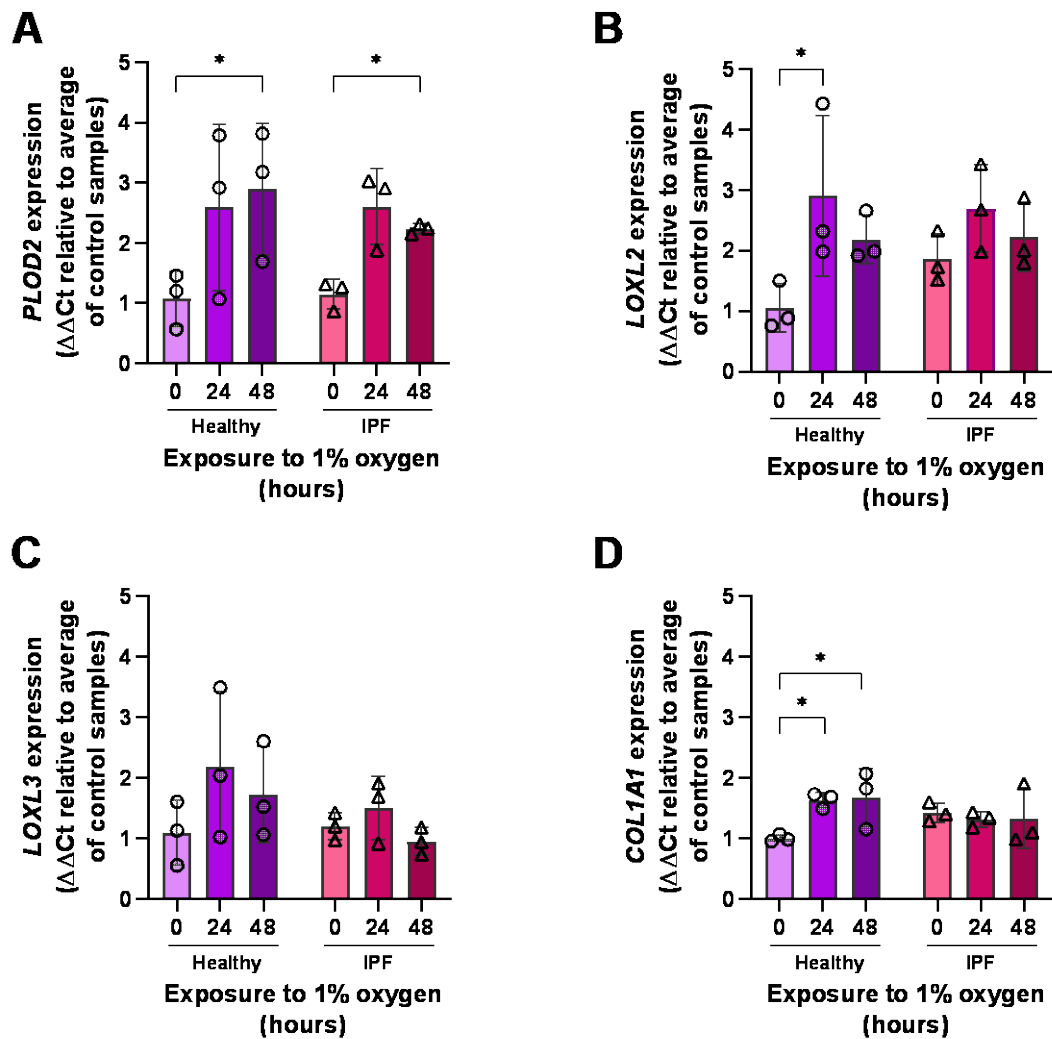 A
PLOD2 expression
(ΔΔCt relative to average
of control samples)
5
4
3
2
1
0
*
*
0 24 48 0 24 48
Healthy IPF
Exposure to 1% oxygen
(hours)
B
LOXL2 expression
(ΔΔCt relative to average
of control samples)
5
4
3
2
1
0
*
0 24 48 0 24 48
Healthy IPF
Exposure to 1% oxygen
(hours)
C
LOXL3 expression
(ΔΔCt relative to average
of control samples)
5
4
3
2
1
0
0 24 48 0 24 48
Healthy IPF
Exposure to 1% oxygen
(hours)
D
COL1A1 expression
(ΔΔCt relative to average
of control samples)
5
4
3
2
1
0
*
*
0 24 48 0 24 48
Healthy IPF
Exposure to 1% oxygen
(hours)